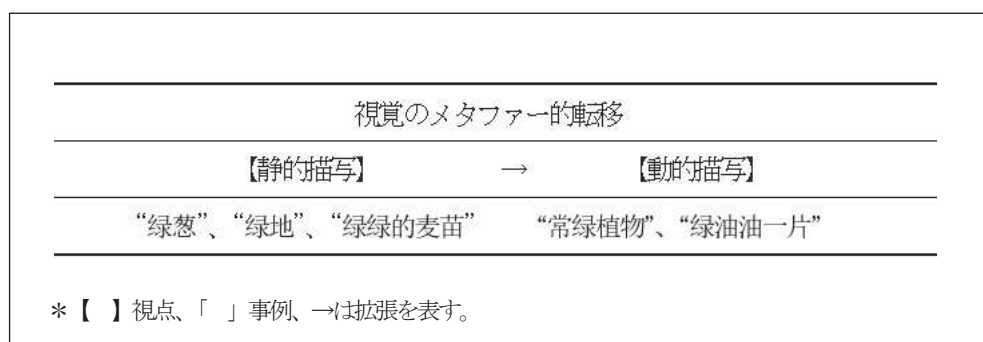 視覚のメタファー的転移
【静的描写】 → 【動的描写】
“绿葱”、“绿地”、“绿绿的麦苗” “常绿植物”、“绿油油一片”
＊【　】視点、「　」事例、→は拡張を表す。